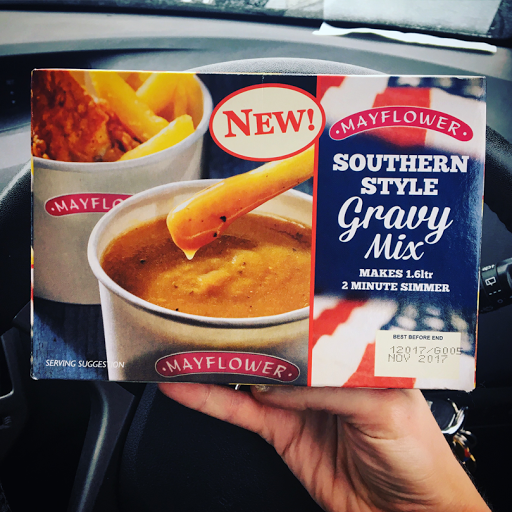 NEW!
MAYFLOWER
SOUTHERN
STYLE
Gravy
Mix
MAKES 1.6ltr
2 MINUTE SIMMER
BEST BEFORE END
12017/G005
NOV 2017
MAYFLO
MAYFLOWER
SERVING SUGGESTION